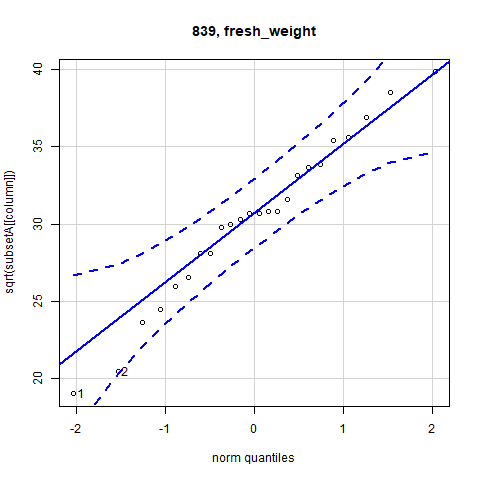 839, fresh_weight
sqrt(subsetA[[column]])
40
35
30
25
20
1
2
-2 -1 0 1 2
norm quantiles